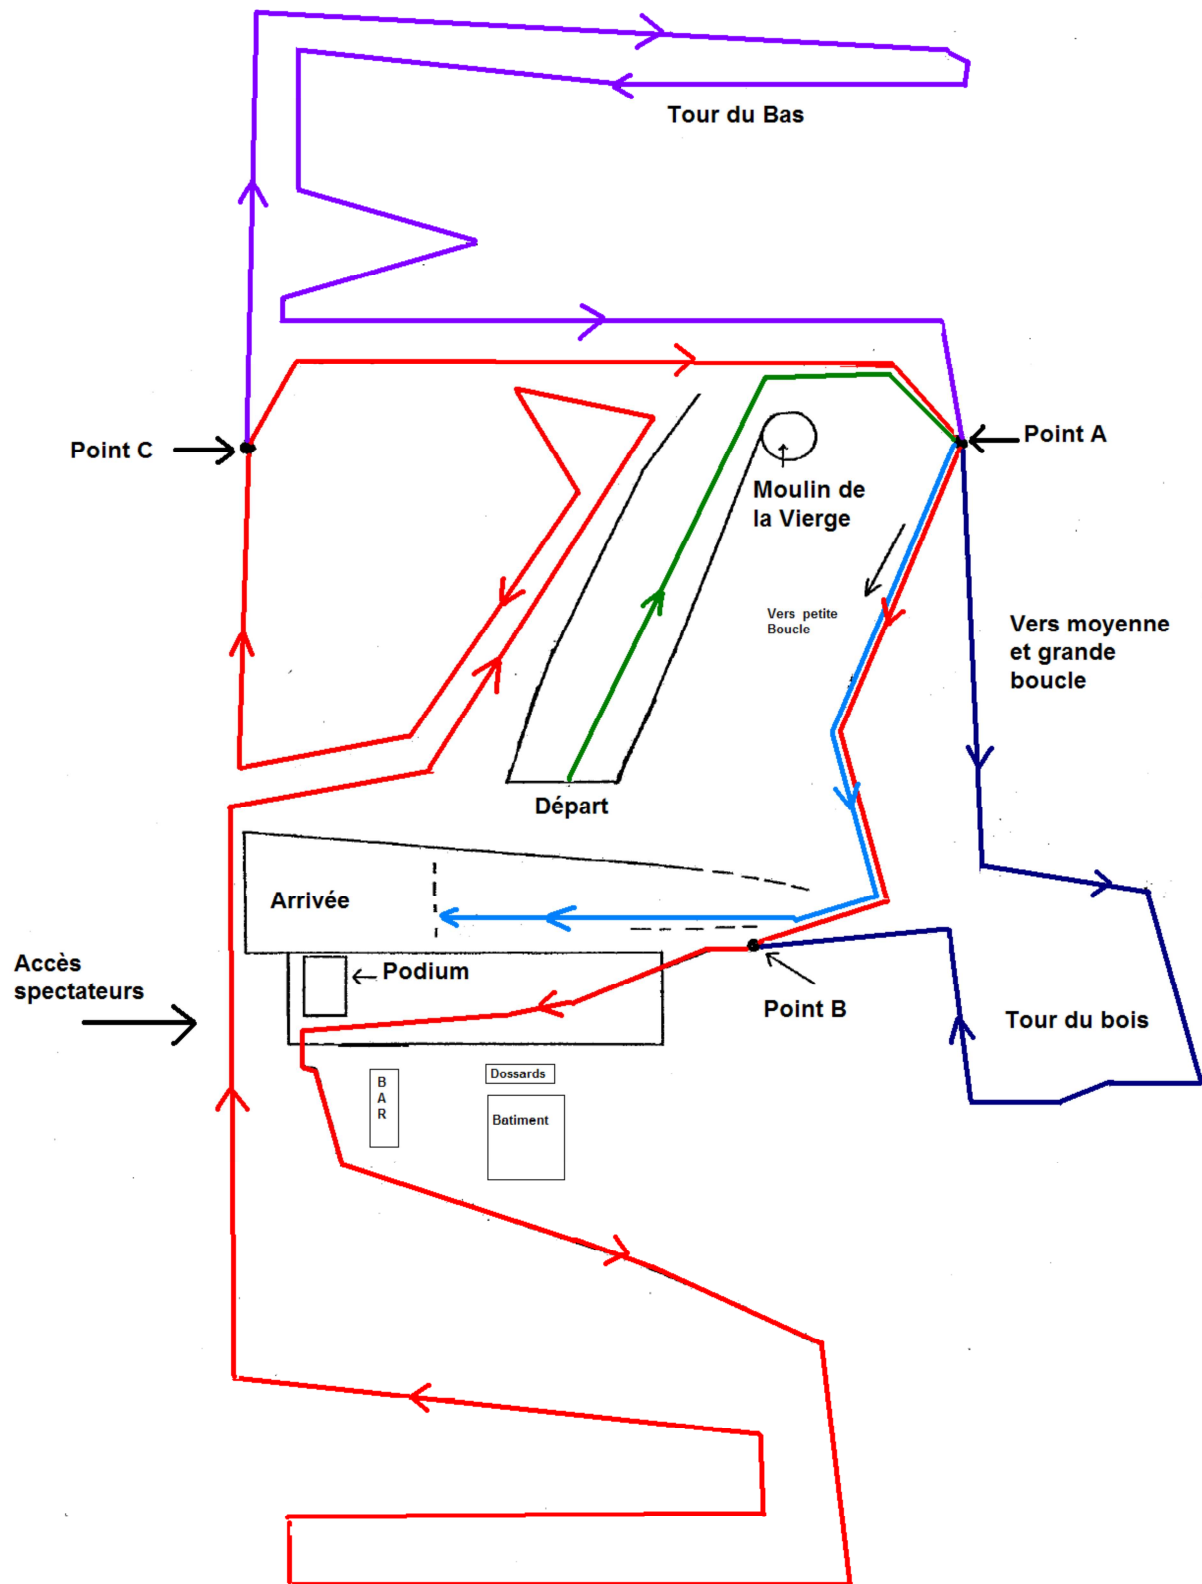 Tour du Bas
Point C
Point A
Moulin de
la Vierge
Vers petite
Boucle
Vers moyenne
et grande
boucle
Départ
Arrivée
Podium
Accès
spectateurs
Point B
Tour du bois
B
A
R
Dossards
Batiment